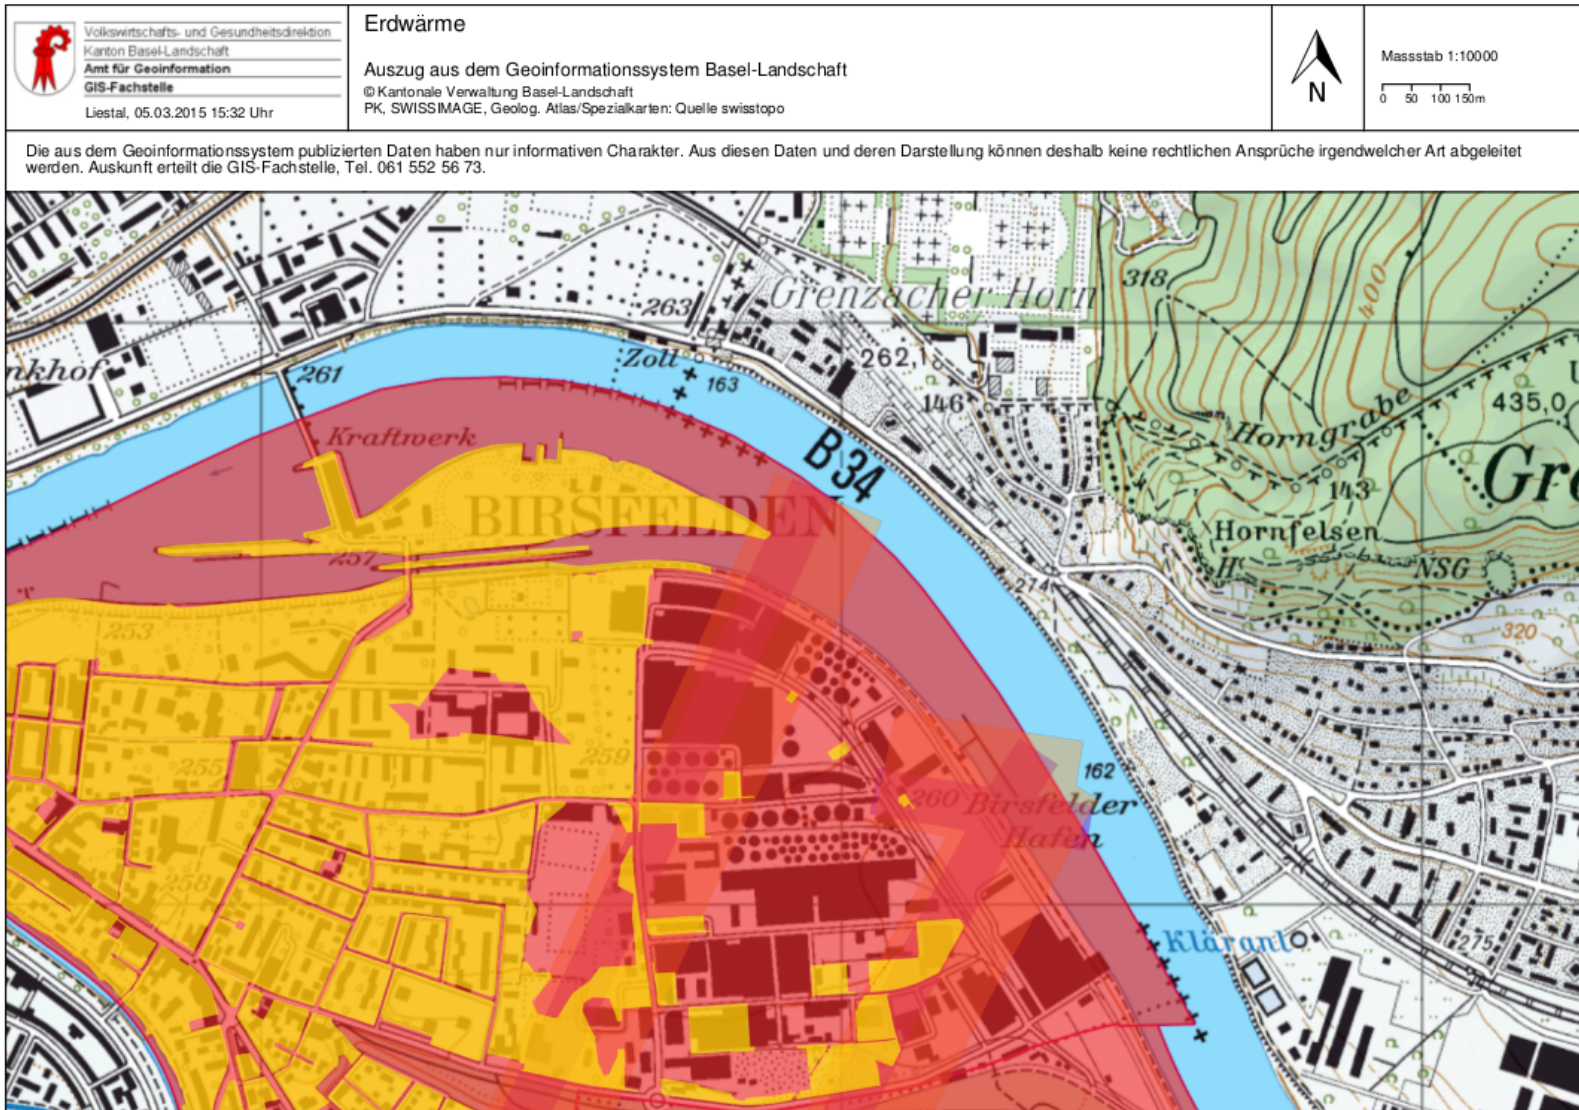 Volkswirtschafts- und Gesundheitsdirektion
Kanton Basel-Landschaft
Amt für Geoinformation
GIS-Fachstelle
Liestal, 05.03.2015 15:32 Uhr
Erdwärme
Auszug aus dem Geoinformationssystem Basel-Landschaft
© Kantonale Verwaltung Basel-Landschaft
PK, SWISSIMAGE, Geolog. Atlas/Spezialkarten: Quelle swisstopo
N
Massstab 1:10000
0 50 100 150m
Die aus dem Geoinformationssystem publizierten Daten haben nur informativen Charakter. Aus diesen Daten und deren Darstellung können deshalb keine rechtlichen Ansprüche irgendwelcher Art abgeleitet
werden. Auskunft erteilt die GIS-Fachstelle, Tel. 061 552 56 73.
318
Grenzacher Horn
400
263
nkhof
261
Zoll
163
262,1
146
435,0
Horngrabe
Kraftwerk
B34
Gre
143
BIRSFELDEN
Hornfelsen
257
NSG
274
253
320
259
255
162
260
Birsfelder
Hafen
258
Kläranl
275